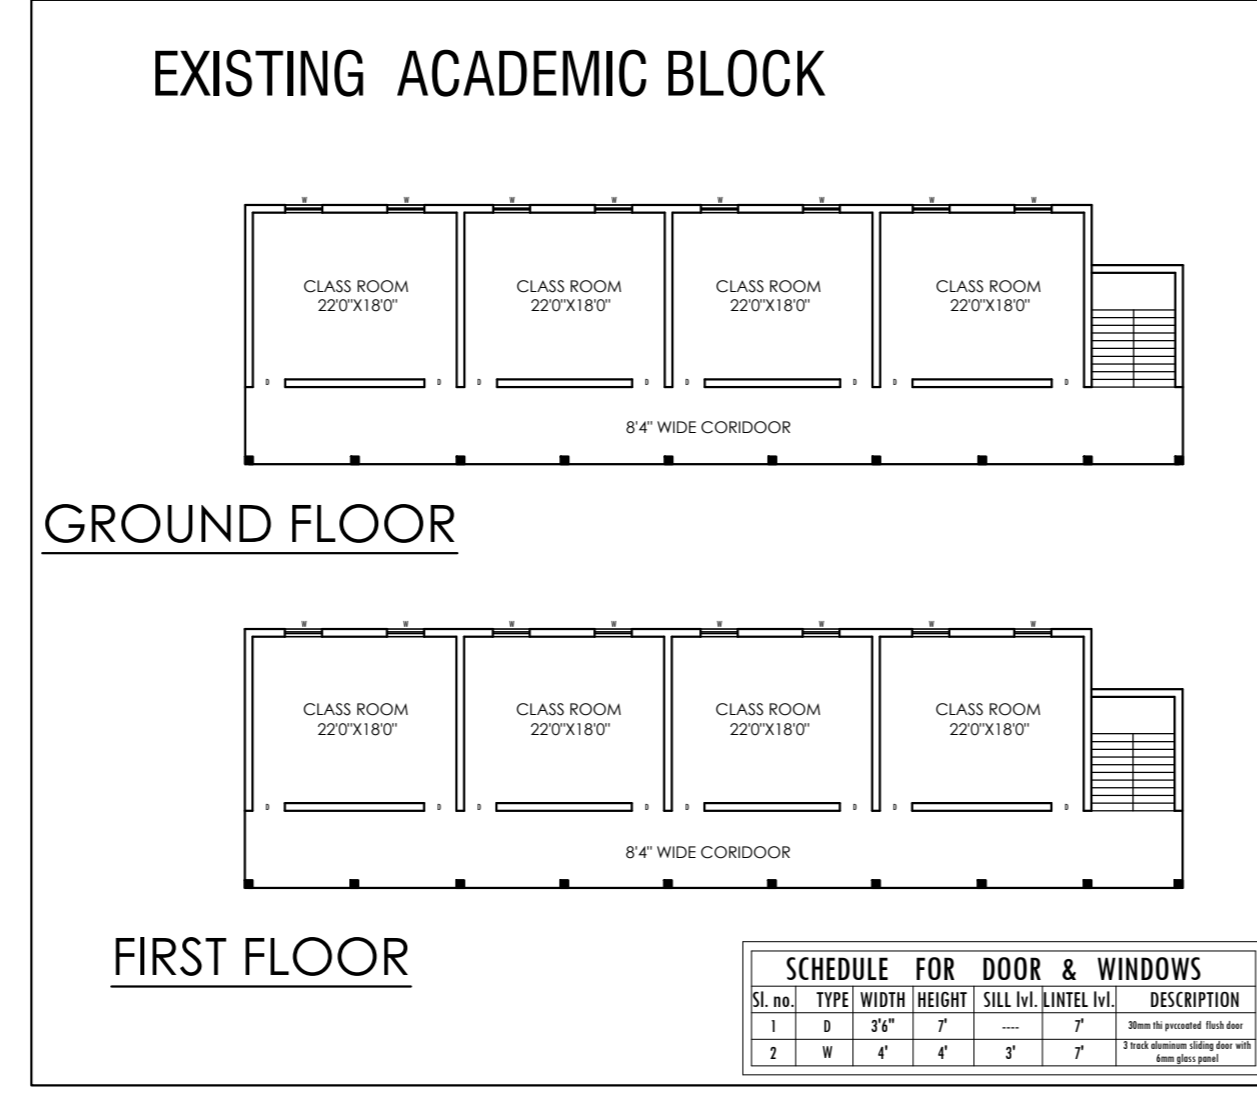 EXISTING ACADEMIC BLOCK
W W W W W W W W
CLASS ROOM CLASS ROOM CLASS ROOM CLASS ROOM
22'0"X18'0" 22'0"X18'0" 22'0"X18'0" 22'0"X18'0"
D D D D D D D D
8'4" WIDE CORIDOOR
GROUND FLOOR
W W W W W W W W
CLASS ROOM CLASS ROOM CLASS ROOM CLASS ROOM
22'0"X18'0" 22'0"X18'0" 22'0"X18'0" 22'0"X18'0"
D D D D D D D D
8'4" WIDE CORIDOOR
FIRST FLOOR
SCHEDULE FOR DOOR & WINDOWS
Sl. no. TYPE WIDTH HEIGHT SILL lvl. LINTEL lvl. DESCRIPTION
1 D 3'6" 7' ---- 7' 30mm thi pvccoated flush door
2 W 4' 4' 3' 7' 3 track aluminum sliding door with
6mm glass panel